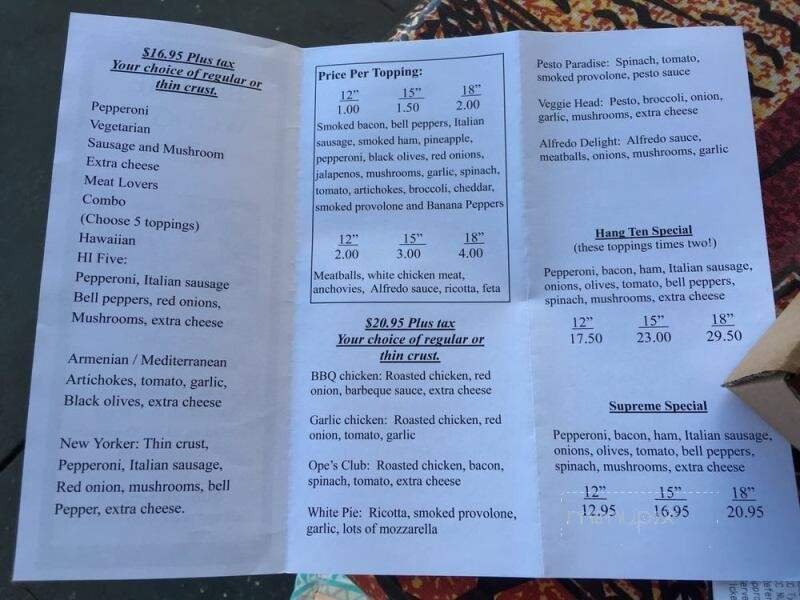 $16.95 Plus tax
Your choice of regular or
thin crust.
Pepperoni
Vegetarian
Sausage and Mushroom
Extra cheese
Meat Lovers
Combo
(Choose 5 toppings)
Hawaiian
HI Five:
Pepperoni, Italian sausage
Bell peppers, red onions,
Mushrooms, extra cheese
Armenian / Mediterranean
Artichokes, tomato, garlic,
Black olives, extra cheese
New Yorker: Thin crust,
Pepperoni, Italian sausage,
Red onion, mushrooms, bell
Pepper, extra cheese.
Price Per Topping:
12” 15” 18”
1.00 1.50 2.00
Smoked bacon, bell peppers, Italian
sausage, smoked ham, pineapple,
pepperoni, black olives, red onions,
jalapenos, mushrooms, garlic, spinach,
tomato, artichokes, broccoli, cheddar,
smoked provolone and Banana Peppers
12” 15” 18”
2.00 3.00 4.00
Meatballs, white chicken meat,
anchovies, Alfredo sauce, ricotta, feta
$20.95 Plus tax
Your choice of regular or
thin crust.
BBQ chicken: Roasted chicken, red
onion, barbeque sauce, extra cheese
Garlic chicken: Roasted chicken, red
onion, tomato, garlic
Ope’s Club: Roasted chicken, bacon,
spinach, tomato, extra cheese
White Pie: Ricotta, smoked provolone,
garlic, lots of mozzarella
Pesto Paradise: Spinach, tomato,
smoked provolone, pesto sauce
Veggie Head: Pesto, broccoli, onion,
garlic, mushrooms, extra cheese
Alfredo Delight: Alfredo sauce,
meatballs, onions, mushrooms, garlic
Hang Ten Special
(these toppings times two!)
Pepperoni, bacon, ham, Italian sausage,
onions, olives, tomato, bell peppers,
spinach, mushrooms, extra cheese
12” 15” 18”
17.50 23.00 29.50
Supreme Special
Pepperoni, bacon, ham, Italian sausage,
onions, olives, tomato, bell peppers,
spinach, mushrooms, extra cheese
12” 15” 18”
12.95 16.95 20.95